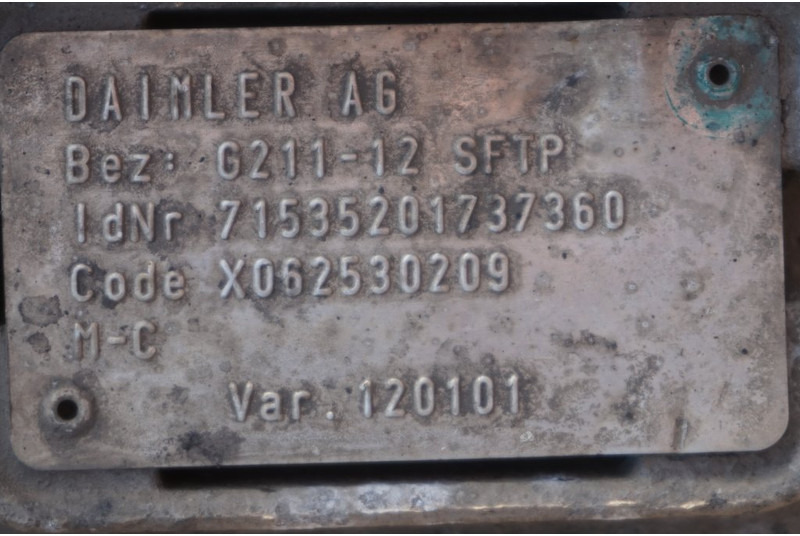 DAIMLER AG
Bez: G211-12 SFTP
IdNr 71535201737360
Code X062530209
M-C
Var. 120101